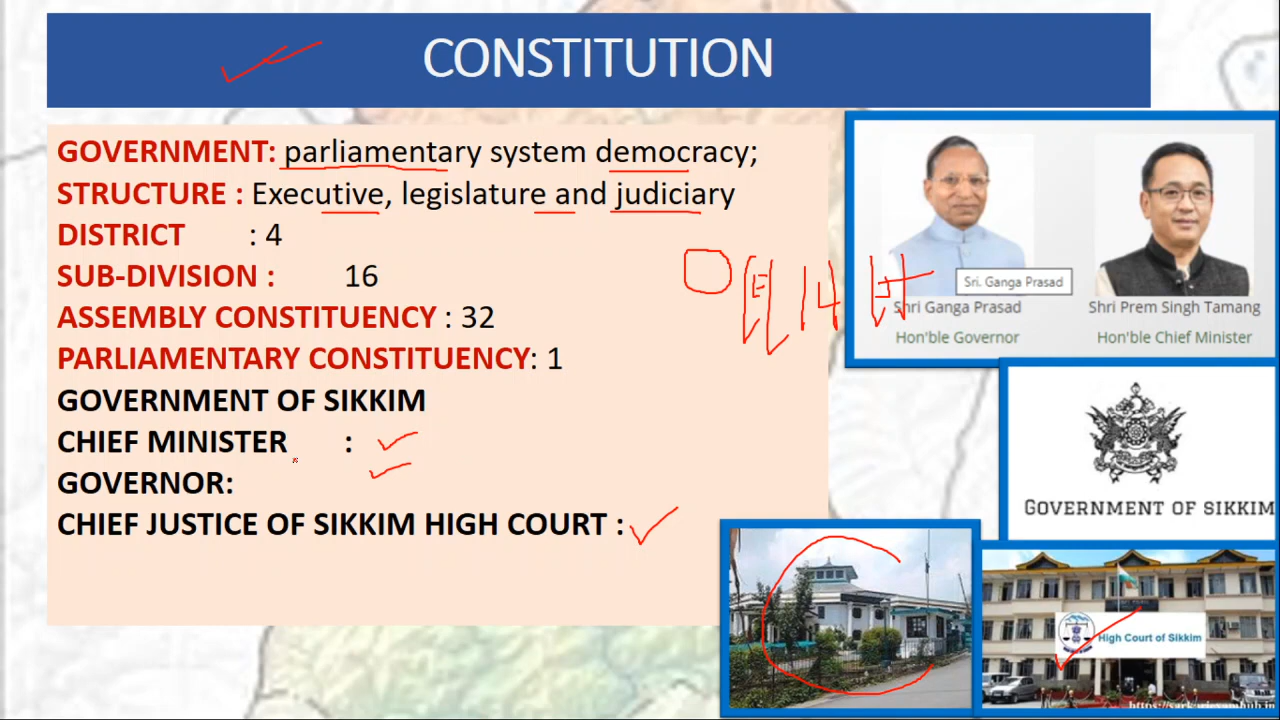 CONSTITUTION
GOVERNMENT: parliamentary system democracy;
STRUCTURE : Executive, legislature and judiciary
DISTRICT : 4
SUB-DIVISION : 16
ASSEMBLY CONSTITUENCY : 32
PARLIAMENTARY CONSTITUENCY: 1
GOVERNMENT OF SIKKIM
CHIEF MINISTER :
GOVERNOR:
CHIEF JUSTICE OF SIKKIM HIGH COURT :
Sri. Ganga Prasad
Shri Ganga Prasad
Hon'ble Governor
Shri Prem Singh Tamang
Hon'ble Chief Minister
GOVERNMENT OF SIKKIM
High Court of Sikkim